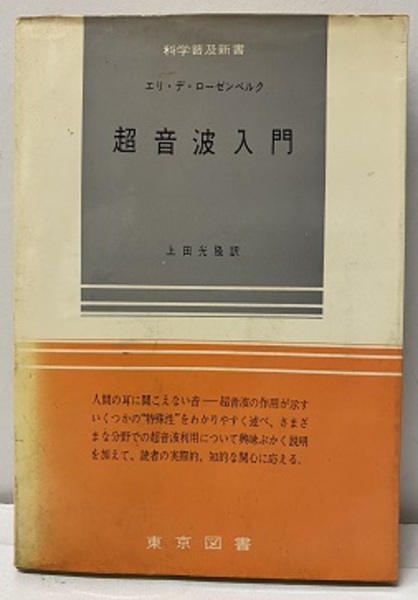 科学普及新書
エリ・デ・ローゼンベルク
超音波入門
上田光隆訳
人間の耳に聞こえない音──超音波の作用が示す
いくつかの“特殊性”をわかりやすく述べ、さまざ
まな分野での超音波利用について興味ぶかく説明
を加えて、読者の実際的、知的な関心に応える。
東京図書